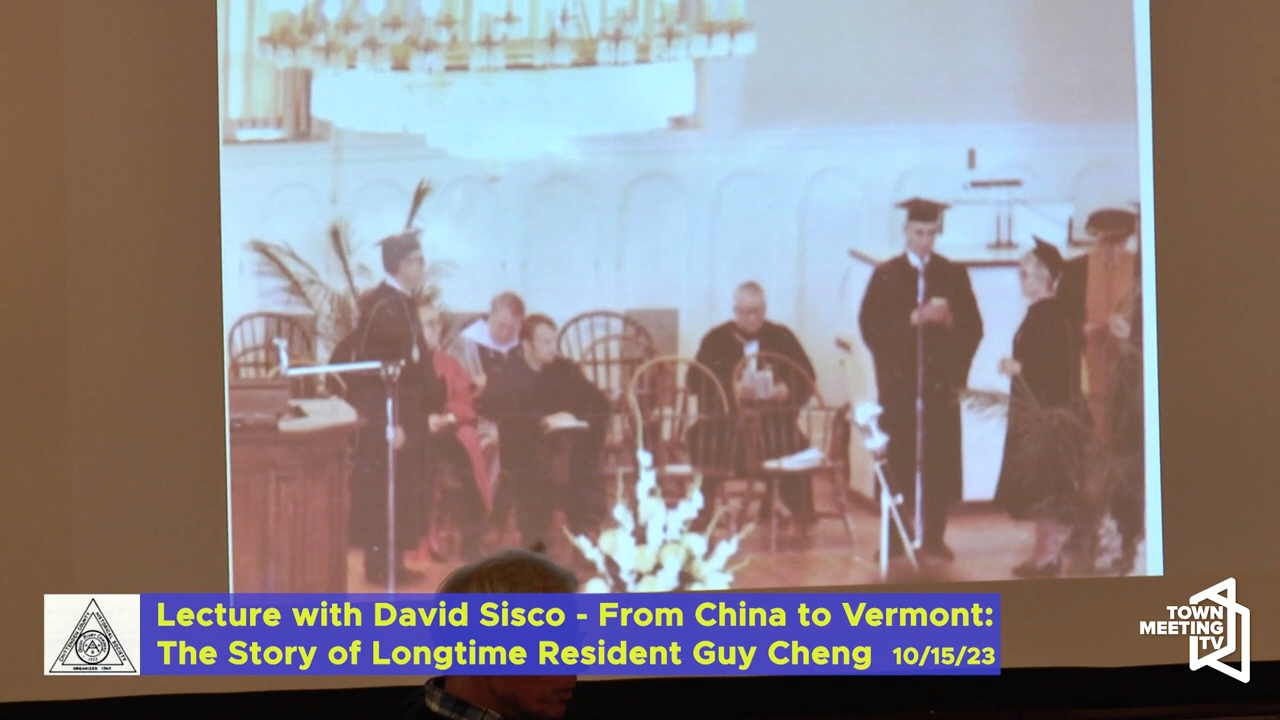 Lecture with David Sisco - From China to Vermont:
The Story of Longtime Resident Guy Cheng 10/15/23
TOWN
MEETING
TV